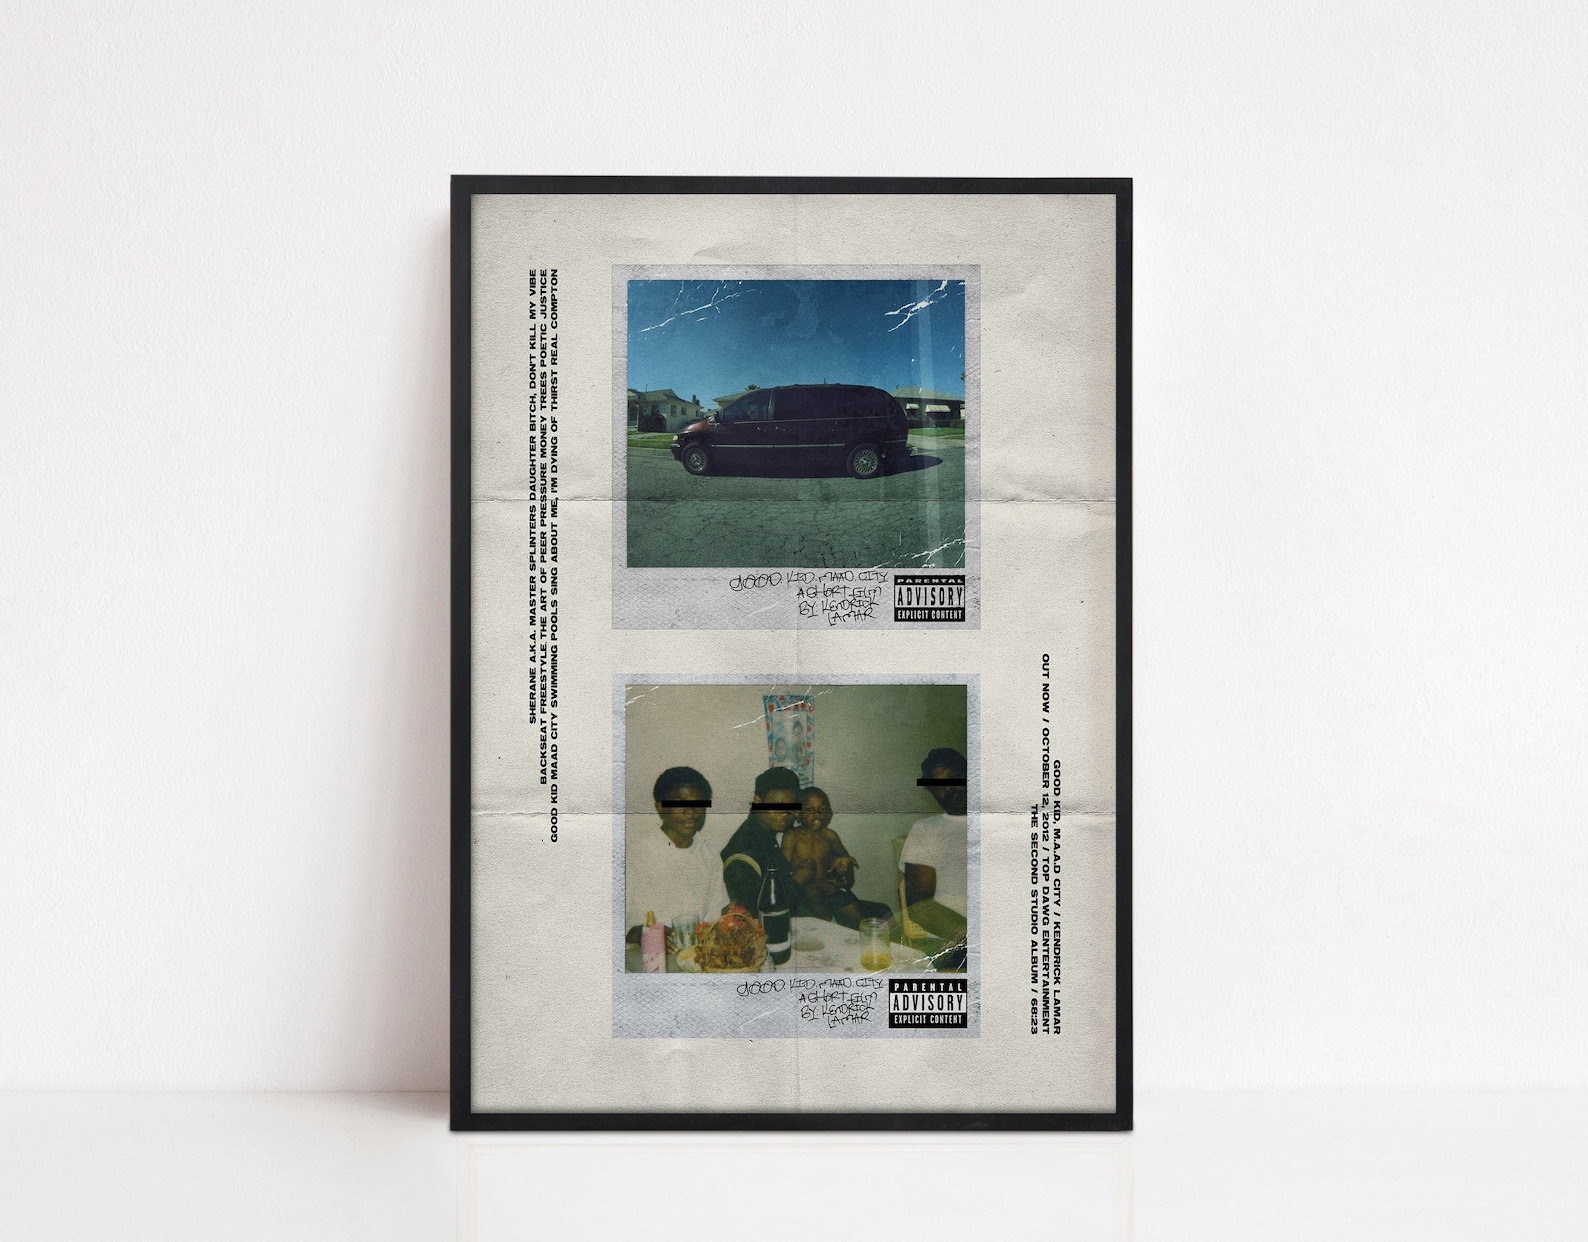 SHERANE A.K.A. MASTER SPLINTERS DAUGHTER BITCH, DON'T KILL MY VIBE
BACKSEAT FREESTYLE THE ART OF PEER PRESSURE MONEY TREES POETIC JUSTICE
GOOD KID MAAD CITY SWIMMING POOLS SING ABOUT ME, I'M DYING OF THIRST REAL COMPTON
gOOD. KID. MAAD. CITY
A SHORT FILM
BY. KENDRICK
LAMAR
PARENTAL
ADVISORY
EXPLICIT CONTENT
gOOD. KID. MAAD. CITY
A SHORT FILM
BY. KENDRICK
LAMAR
PARENTAL
ADVISORY
EXPLICIT CONTENT
GOOD KID, M.A.A.D CITY / KENDRICK LAMAR
OUT NOW / OCTOBER 12, 2012 / TOP DAWG ENTERTAINMENT
THE SECOND STUDIO ALBUM / 68:23